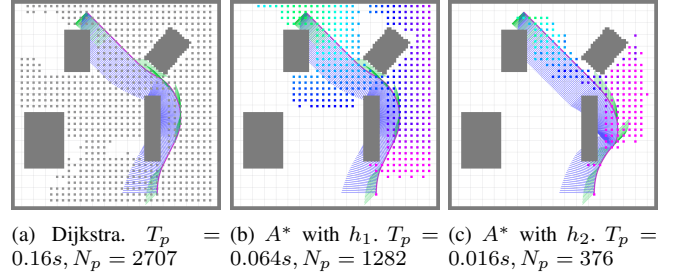 (a) Dijkstra. $T_p$ =
$0.16s, N_p = 2707$
(b) $A^*$ with $h_1$. $T_p$ =
$0.064s, N_p = 1282$
(c) $A^*$ with $h_2$. $T_p$ =
$0.016s, N_p = 376$